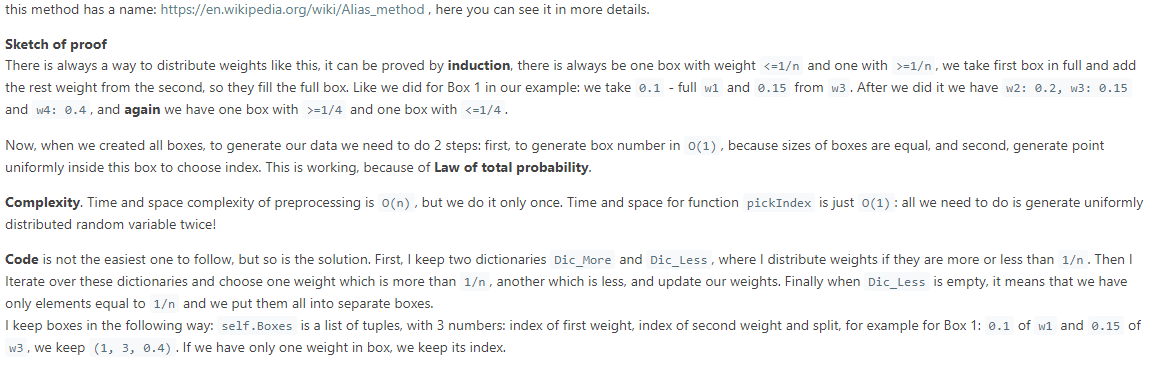 this method has a name: https://en.wikipedia.org/wiki/Alias_method , here you can see it in more details.
Sketch of proof
There is always a way to distribute weights like this, it can be proved by induction, there is always be one box with weight <=1/n and one with >=1/n, we take first box in full and add
the rest weight from the second, so they fill the full box. Like we did for Box 1 in our example: we take 0.1 - full w1 and 0.15 from w3. After we did it we have w2: 0.2, w3: 0.15
and w4: 0.4, and again we have one box with >=1/4 and one box with <=1/4.
Now, when we created all boxes, to generate our data we need to do 2 steps: first, to generate box number in O(1), because sizes of boxes are equal, and second, generate point
uniformly inside this box to choose index. This is working, because of Law of total probability.
Complexity. Time and space complexity of preprocessing is O(n), but we do it only once. Time and space for function pickIndex is just O(1): all we need to do is generate uniformly
distributed random variable twice!
Code is not the easiest one to follow, but so is the solution. First, I keep two dictionaries Dic_More and Dic_Less, where I distribute weights if they are more or less than 1/n. Then I
Iterate over these dictionaries and choose one weight which is more than 1/n, another which is less, and update our weights. Finally when Dic_Less is empty, it means that we have
only elements equal to 1/n and we put them all into separate boxes.
I keep boxes in the following way: self.Boxes is a list of tuples, with 3 numbers: index of first weight, index of second weight and split, for example for Box 1: 0.1 of w1 and 0.15 of
w3, we keep (1, 3, 0.4). If we have only one weight in box, we keep its index.